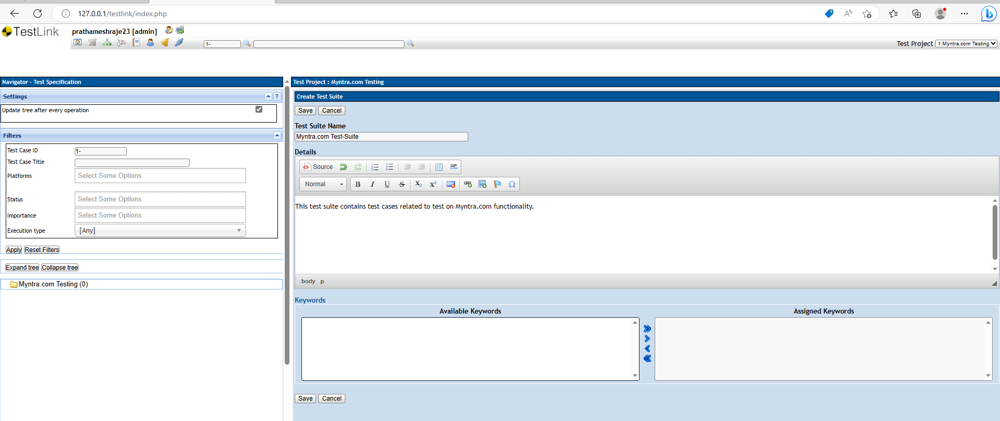 127.0.0.1/testlink/index.php
TestLink
prathameshraje23 [admin]
1-
Test Project 1:Myntra.com Testing
Navigator - Test Specification
Settings
?
Update tree after every operation
Filters
Test Case ID 1-
Test Case Title
Platforms Select Some Options
Status Select Some Options
Importance Select Some Options
Execution type [Any]
Apply Reset Filters
Expand tree Collapse tree
Myntra.com Testing (0)
Test Project : Myntra.com Testing
Create Test Suite
Save Cancel
Test Suite Name
Myntra.com Test-Suite
Details
Source
Normal B I U S X₂ X² Ω
This test suite contains test cases related to test on Myntra.com functionality.
body p
Keywords
Available Keywords Assigned Keywords
Save Cancel